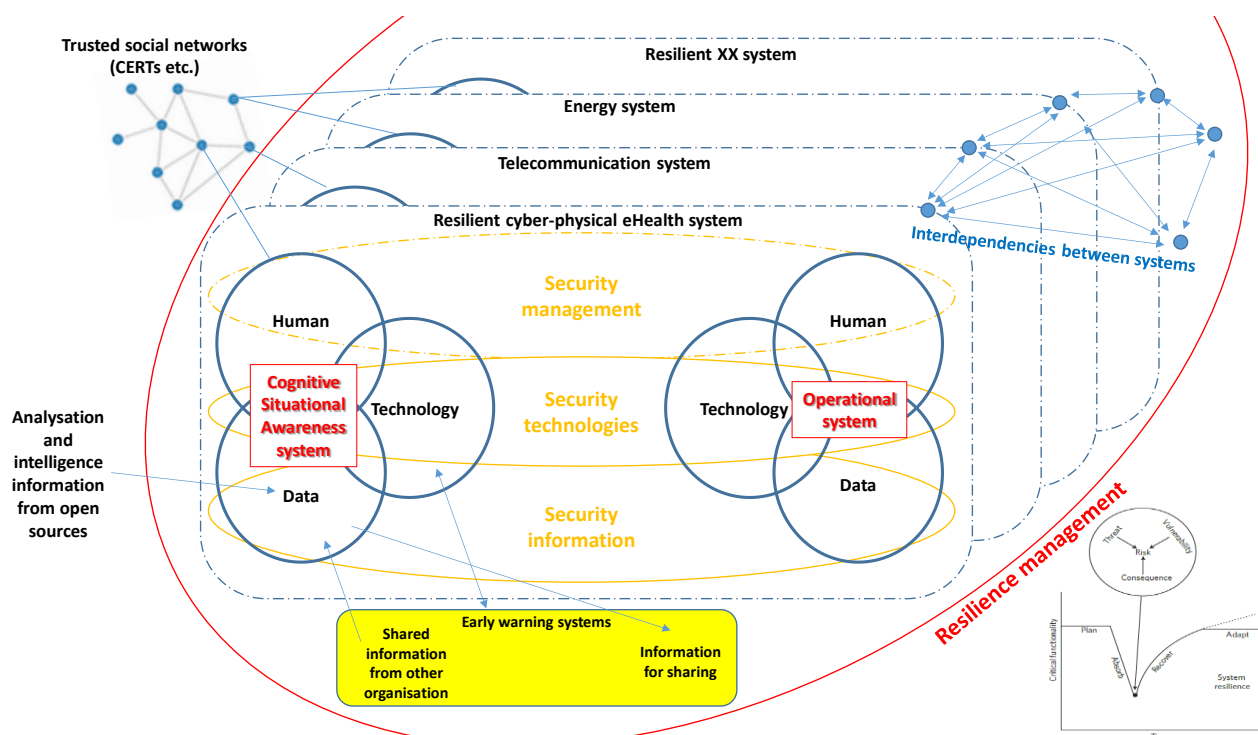 Trusted social networks
(CERTs etc.)
Resilient XX system
Energy system
Telecommunication system
Resilient cyber-physical eHealth system
Interdependencies between systems
Security
management
Human
Human
Cognitive
Situational
Awareness
system
Technology
Security
technologies
Technology
Operational
system
Analysation
and
intelligence
information
from open
sources
Data
Data
Security
information
Resilience management
Early warning systems
Shared
information
from other
organisation
Information
for sharing
Threat
Vulnerability
Risk
Consequence
Critical functionality
Plan
Absorb
Recover
Adapt
System
resilience